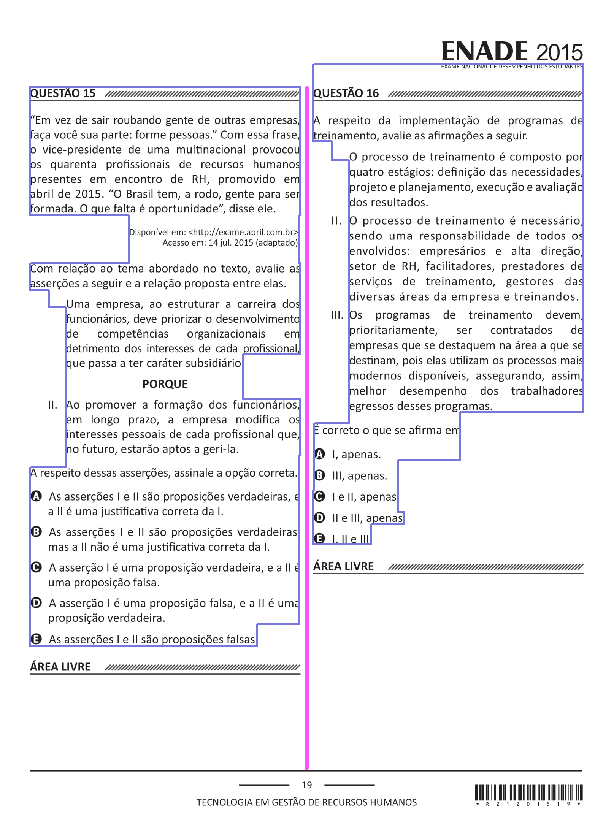 ENADE 2015
EXAME NACIONAL DE DESEMPENHO DOS ESTUDANTES
QUESTÃO 15
“Em vez de sair roubando gente de outras empresas,
faça você sua parte: forme pessoas.” Com essa frase,
o vice-presidente de uma multinacional provocou
os quarenta profissionais de recursos humanos
presentes em encontro de RH, promovido em
abril de 2015. “O Brasil tem, a rodo, gente para ser
formada. O que falta é oportunidade”, disse ele.
Disponível em: <http://exame.abril.com.br>
Acesso em: 14 jul. 2015 (adaptado)
Com relação ao tema abordado no texto, avalie as
asserções a seguir e a relação proposta entre elas.
Uma empresa, ao estruturar a carreira dos
funcionários, deve priorizar o desenvolvimento
de competências organizacionais em
detrimento dos interesses de cada profissional,
que passa a ter caráter subsidiário
PORQUE
II. Ao promover a formação dos funcionários,
em longo prazo, a empresa modifica os
interesses pessoais de cada profissional que,
no futuro, estarão aptos a geri-la.
A respeito dessas asserções, assinale a opção correta.
A As asserções I e II são proposições verdadeiras, e
a II é uma justificativa correta da I.
B As asserções I e II são proposições verdadeiras
mas a II não é uma justificativa correta da I.
C A asserção I é uma proposição verdadeira, e a II é
uma proposição falsa.
D A asserção I é uma proposição falsa, e a II é uma
proposição verdadeira.
E As asserções I e II são proposições falsas
ÁREA LIVRE
QUESTÃO 16
A respeito da implementação de programas de
treinamento, avalie as afirmações a seguir.
O processo de treinamento é composto por
quatro estágios: definição das necessidades,
projeto e planejamento, execução e avaliação
dos resultados.
II. O processo de treinamento é necessário,
sendo uma responsabilidade de todos os
envolvidos: empresários e alta direção,
setor de RH, facilitadores, prestadores de
serviços de treinamento, gestores das
diversas áreas da empresa e treinandos.
III. Os programas de treinamento devem,
prioritariamente, ser contratados de
empresas que se destaquem na área a que se
destinam, pois elas utilizam os processos mais
modernos disponíveis, assegurando, assim,
melhor desempenho dos trabalhadores
egressos desses programas.
É correto o que se afirma em
A I, apenas.
B III, apenas.
C I e II, apenas
D II e III, apenas
E I, II e III
ÁREA LIVRE
19
TECNOLOGIA EM GESTÃO DE RECURSOS HUMANOS